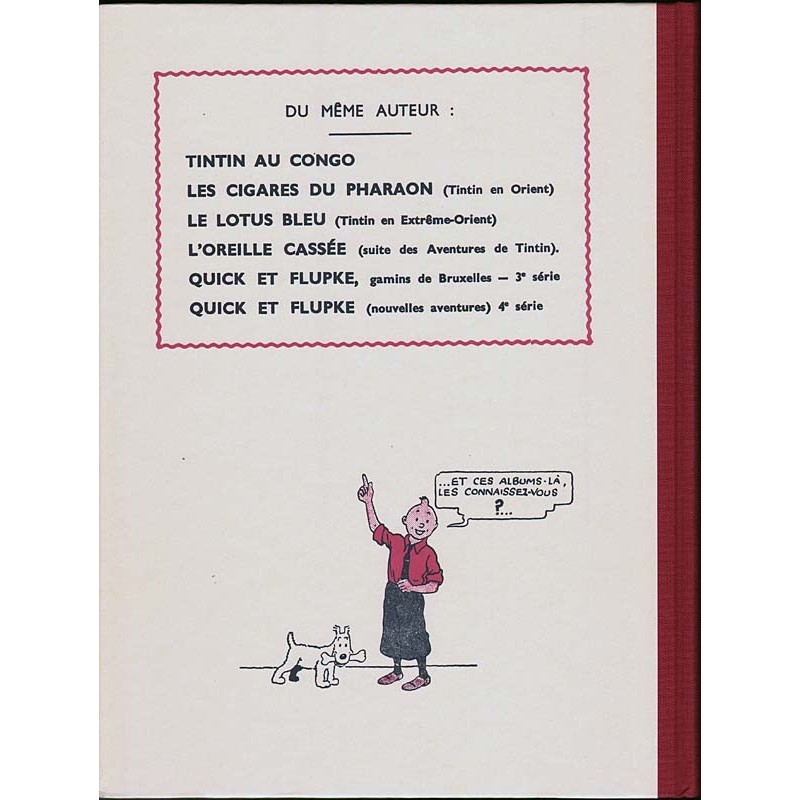 DU MÊME AUTEUR :
TINTIN AU CONGO
LES CIGARES DU PHARAON (Tintin en Orient)
LE LOTUS BLEU (Tintin en Extrême-Orient)
L'OREILLE CASSÉE (suite des Aventures de Tintin).
QUICK ET FLUPKE, gamins de Bruxelles — 3e série
QUICK ET FLUPKE (nouvelles aventures) 4e série
...ET CES ALBUMS-LÀ,
LES CONNAISSEZ-VOUS
?...